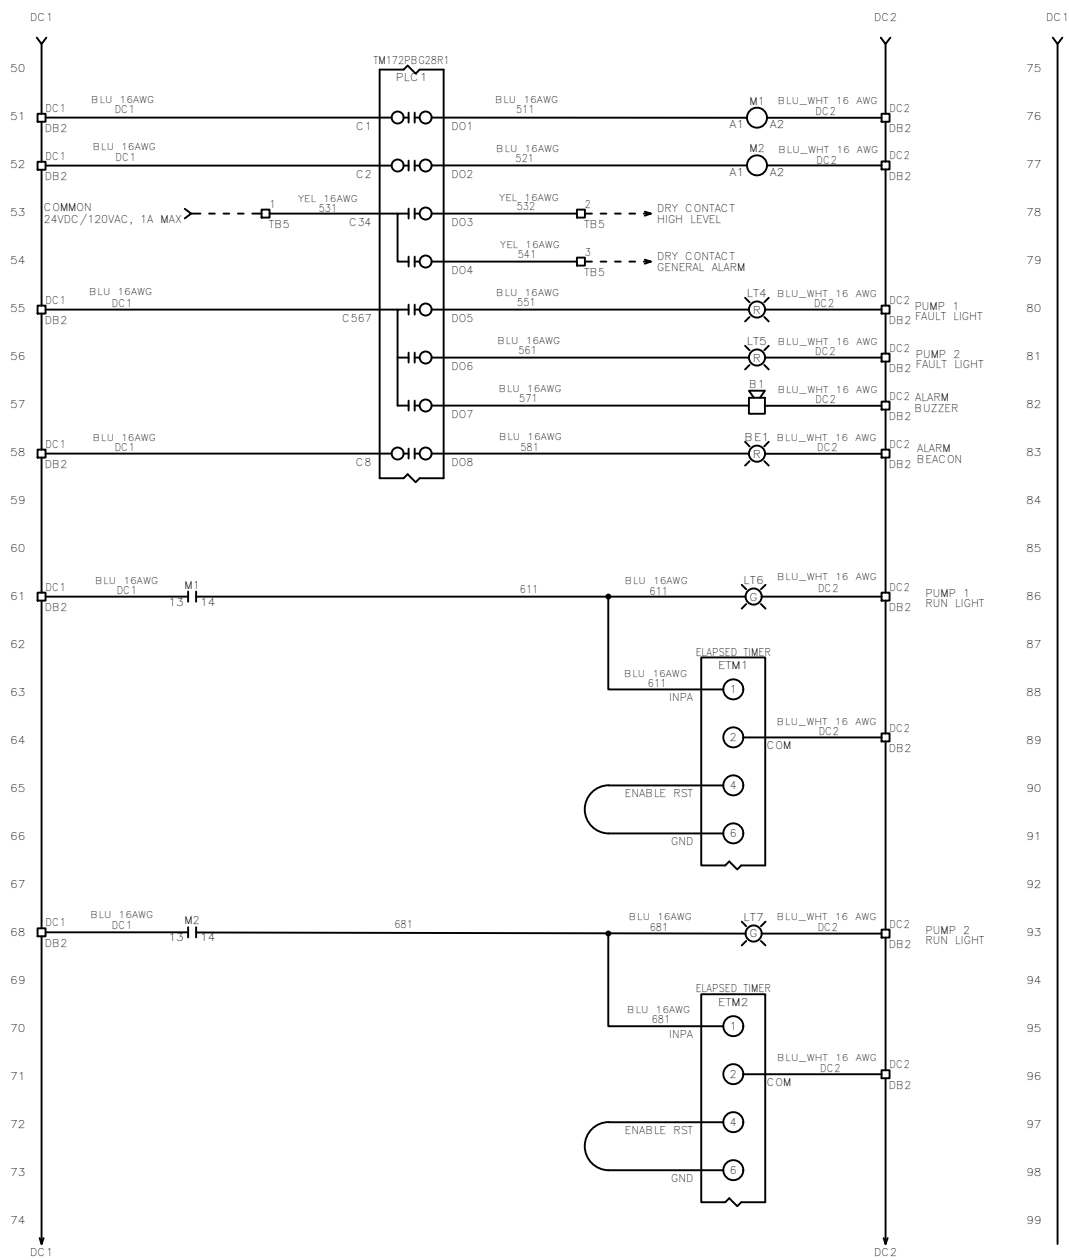 DC1 DC2 DC1
50 TM172PBG28R1 75
PLC1
BLU 16AWG BLU 16AWG M1 BLU_WHT 16 AWG
51 DC1 DC1 511 DC2 DC2 76
DB2 C1 DO1 A1 A2 DB2
BLU 16AWG BLU 16AWG M2 BLU_WHT 16 AWG
52 DC1 DC1 521 DC2 DC2 77
DB2 C2 DO2 A1 A2 DB2
COMMON 1 YEL 16AWG YEL 16AWG 2 DRY CONTACT
53 24VDC/120VAC, 1A MAX 531 532 HIGH LEVEL 78
TB5 C34 DO3 TB5
YEL 16AWG 3 DRY CONTACT
54 541 GENERAL ALARM 79
DO4 TB5
BLU 16AWG BLU 16AWG LT4 BLU_WHT 16 AWG
55 DC1 DC1 551 R DC2 DC2 PUMP 1 80
DB2 C567 DO5 DB2 FAULT LIGHT
BLU 16AWG LT5 BLU_WHT 16 AWG
56 561 R DC2 DC2 PUMP 2 81
DO6 DB2 FAULT LIGHT
BLU 16AWG B1 BLU_WHT 16 AWG
57 571 DC2 DC2 ALARM 82
DO7 DB2 BUZZER
BLU 16AWG BLU 16AWG BE1 BLU_WHT 16 AWG
58 DC1 DC1 581 R DC2 DC2 ALARM 83
C8 DO8 DB2 BEACON
DB2
59 84
60 85
BLU 16AWG M1 BLU 16AWG LT6 BLU_WHT 16 AWG
61 DC1 DC1 611 611 G DC2 DC2 PUMP 1 86
DB2 13 14 DB2 RUN LIGHT
62 87
ELAPSED TIMER
ETM1
BLU 16AWG
63 611 1 88
INPA
BLU_WHT 16 AWG
64 2 DC2 DC2 89
COM DB2
65 4 90
ENABLE RST
66 6 91
GND
67 92
BLU 16AWG M2 BLU 16AWG LT7 BLU_WHT 16 AWG
68 DC1 DC1 681 681 G DC2 DC2 PUMP 2 93
DB2 13 14 DB2 RUN LIGHT
69 94
ELAPSED TIMER
ETM2
BLU 16AWG
70 681 1 95
INPA
BLU_WHT 16 AWG
71 2 DC2 DC2 96
COM DB2
72 4 97
ENABLE RST
73 6 98
GND
74 99
DC1 DC2